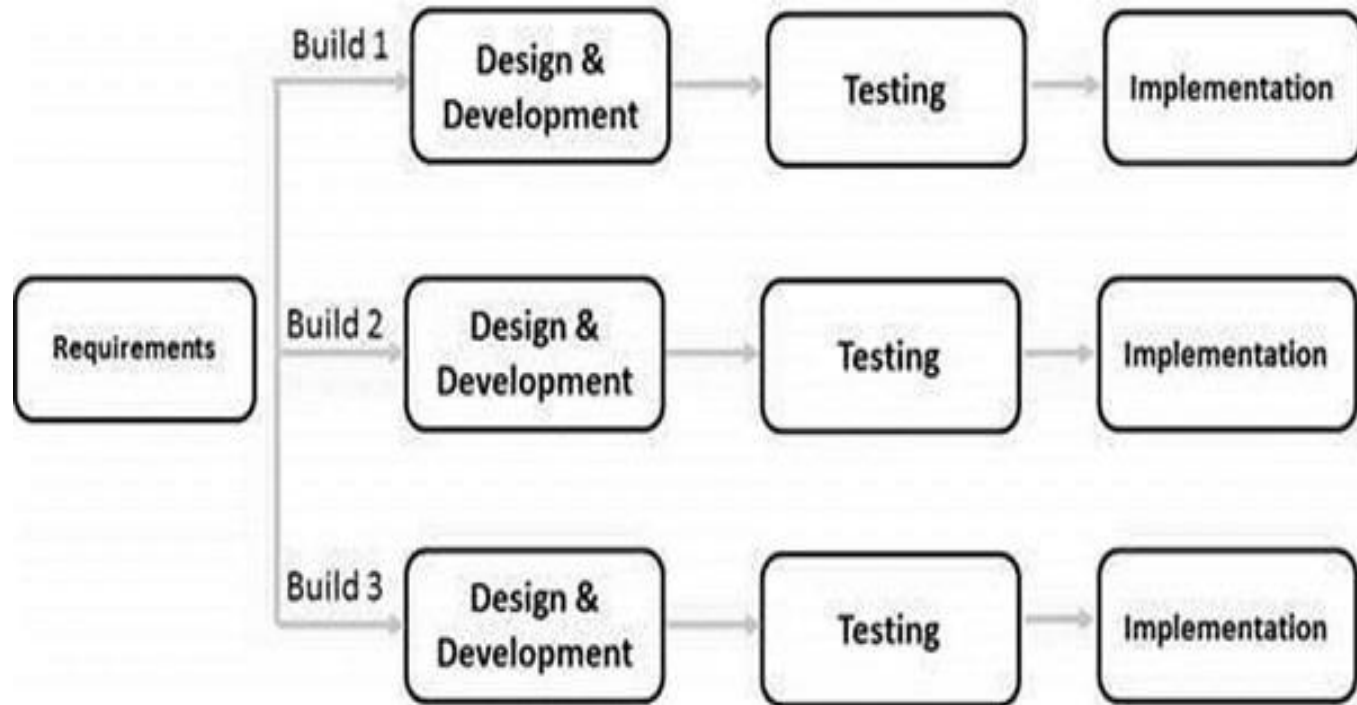 Build 1
Design &
Development
Testing
Implementation
Requirements
Build 2
Design &
Development
Testing
Implementation
Build 3
Design &
Development
Testing
Implementation